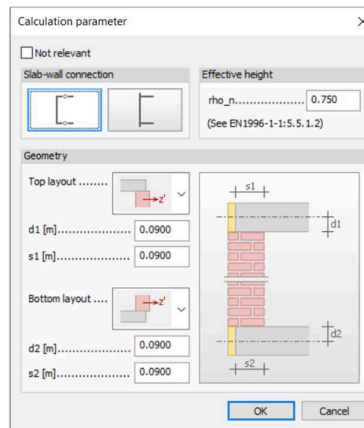 Calculation parameter
Not relevant
Slab-wall connection
Effective height
rho_n................. 0.750
(See EN1996-1-1:5.5.1.2)
Geometry
Top layout ........
z'
d1 [m]...................... 0.0900
s1 [m]...................... 0.0900
Bottom layout ....
z'
d2 [m]...................... 0.0900
s2 [m]...................... 0.0900
s1
d1
d2
s2
OK Cancel